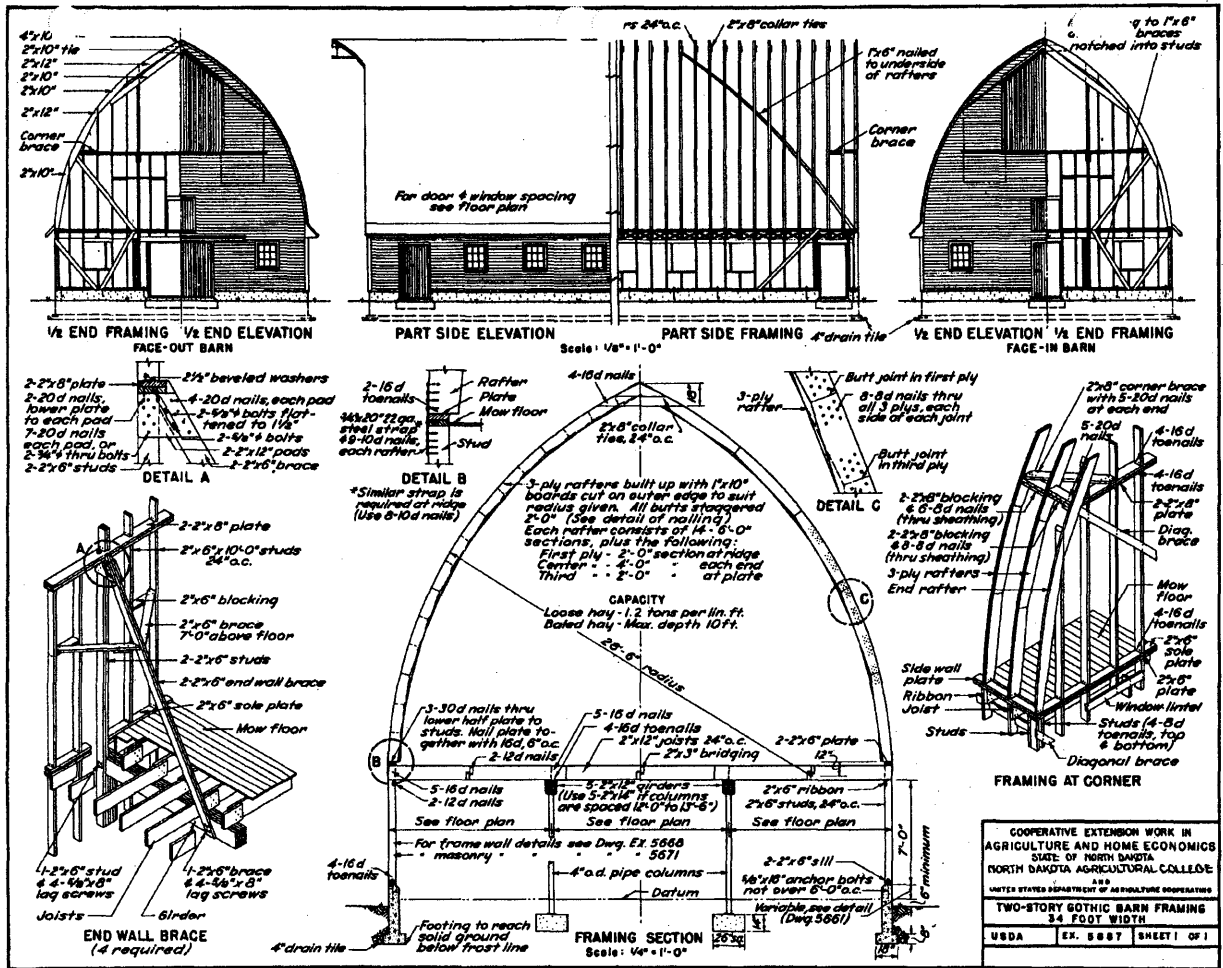 4"x10
2"x10" tie
2"x12"
2"x10"
2"x10"
2"x12"
Corner
brace
2"x10"
½ END FRAMING ½ END ELEVATION
FACE-OUT BARN
rs 24" o.c.
2"x8" collar ties
1"x6" nailed
to underside
of rafters
Corner
brace
For door & window spacing
see floor plan
PART SIDE ELEVATION
PART SIDE FRAMING
Scale: 1/8" = 1'-0"
4" drain tile
g to 1"x6"
braces
notched into studs
½ END ELEVATION ½ END FRAMING
FACE-IN BARN
2½" beveled washers
2-2"x8" plate
2-20d nails,
lower plate
to each pad
7-20d nails
each pad, or
2-¾"ɸ thru bolts
2-2"x6" studs
4-20d nails, each pad
2-5/8"ɸ bolts flat-
tened to 1½"
2-5/8"ɸ bolts
2-2"x12" pads
2-2"x6" brace
DETAIL A
2-16d
toenails
¾"x20" 22 ga.
steel strap*
& 9-10d nails,
each rafter
Rafter
Plate
Mow floor
Stud
DETAIL B
*Similar strap is
required at ridge
(Use 8-10d nails)
4-16d nails
2"x8" collar
ties, 24" o.c.
3-ply rafters built up with 1"x10"
boards cut on outer edge to suit
radius given. All butts staggered
2'-0" (See detail of nailing)
Each rafter consists of 14-6'-0"
sections, plus the following:
First ply - 2'-0" section at ridge
Center " - 4'-0" " each end
Third " - 2'-0" " at plate
CAPACITY
Loose hay - 1.2 tons per lin. ft.
Baled hay - Max. depth 10 ft.
26'-6" radius
C
3-ply
rafter
Butt joint in first ply
8-8d nails thru
all 3 plys, each
side of each joint
Butt joint
in third ply
DETAIL C
2"x8" corner brace
with 5-20d nails
at each end
5-20d
nails
4-16d
toenails
4-16d
toenails
2-2"x8"
plate
Diag.
brace
2-2"x8" blocking
& 6-8d nails
(thru sheathing)
2-2"x8" blocking
& 8-8d nails
(thru sheathing)
3-ply rafters
End rafter
Mow
floor
4-16d
toenails
2"x6"
sole
plate
2"x6"
plate
Side wall
plate
Ribbon
Joist
Studs
Window lintel
Studs (4-8d
toenails, top
& bottom)
Diagonal brace
FRAMING AT CORNER
A
2-2"x8" plate
2"x6"x10'-0" studs
24" o.c.
2"x6" blocking
2"x6" brace
7'-0" above floor
2-2"x6" studs
2-2"x6" end wall brace
2"x6" sole plate
Mow floor
1-2"x6" stud
& 4-5/8"x8"
lag screws
1-2"x6" brace
& 4-5/8"x8"
lag screws
Joists
Girder
END WALL BRACE
(4 required)
3-30d nails thru
lower half plate to
studs. Nail plate to-
gether with 16d, 6" o.c.
B
2-12d nails
5-16d nails
4-16d toenails
2"x12" joists 24" o.c.
2"x3" bridging
2-2"x6" plate
12"
5-16d nails
2-12d nails
5-2"x12" girders
(Use 5-2"x14" if columns
are spaced 12'-0" to 13'-6")
2"x6" ribbon
2"x6" studs, 24" o.c.
See floor plan
See floor plan
See floor plan
For frame wall details see Dwg. EX. 5668
" masonry " " " " 5671
4-16d
toenails
4" o.d. pipe columns
2-2"x6" sill
5/8"x16" anchor bolts
not over 6'-0" o.c.
7'-0"
6" minimum
Datum
Variable, see detail
(Dwg. 5661)
Footing to reach
solid ground
below frost line
4" drain tile
26" sq.
18"
8"
FRAMING SECTION
Scale: 1/4" = 1'-0"
COOPERATIVE EXTENSION WORK IN
AGRICULTURE AND HOME ECONOMICS
STATE OF NORTH DAKOTA
NORTH DAKOTA AGRICULTURAL COLLEGE
AND
UNITED STATES DEPARTMENT OF AGRICULTURE COOPERATING
TWO-STORY GOTHIC BARN FRAMING
34 FOOT WIDTH
USDA EX. 5687 SHEET 1 OF 1